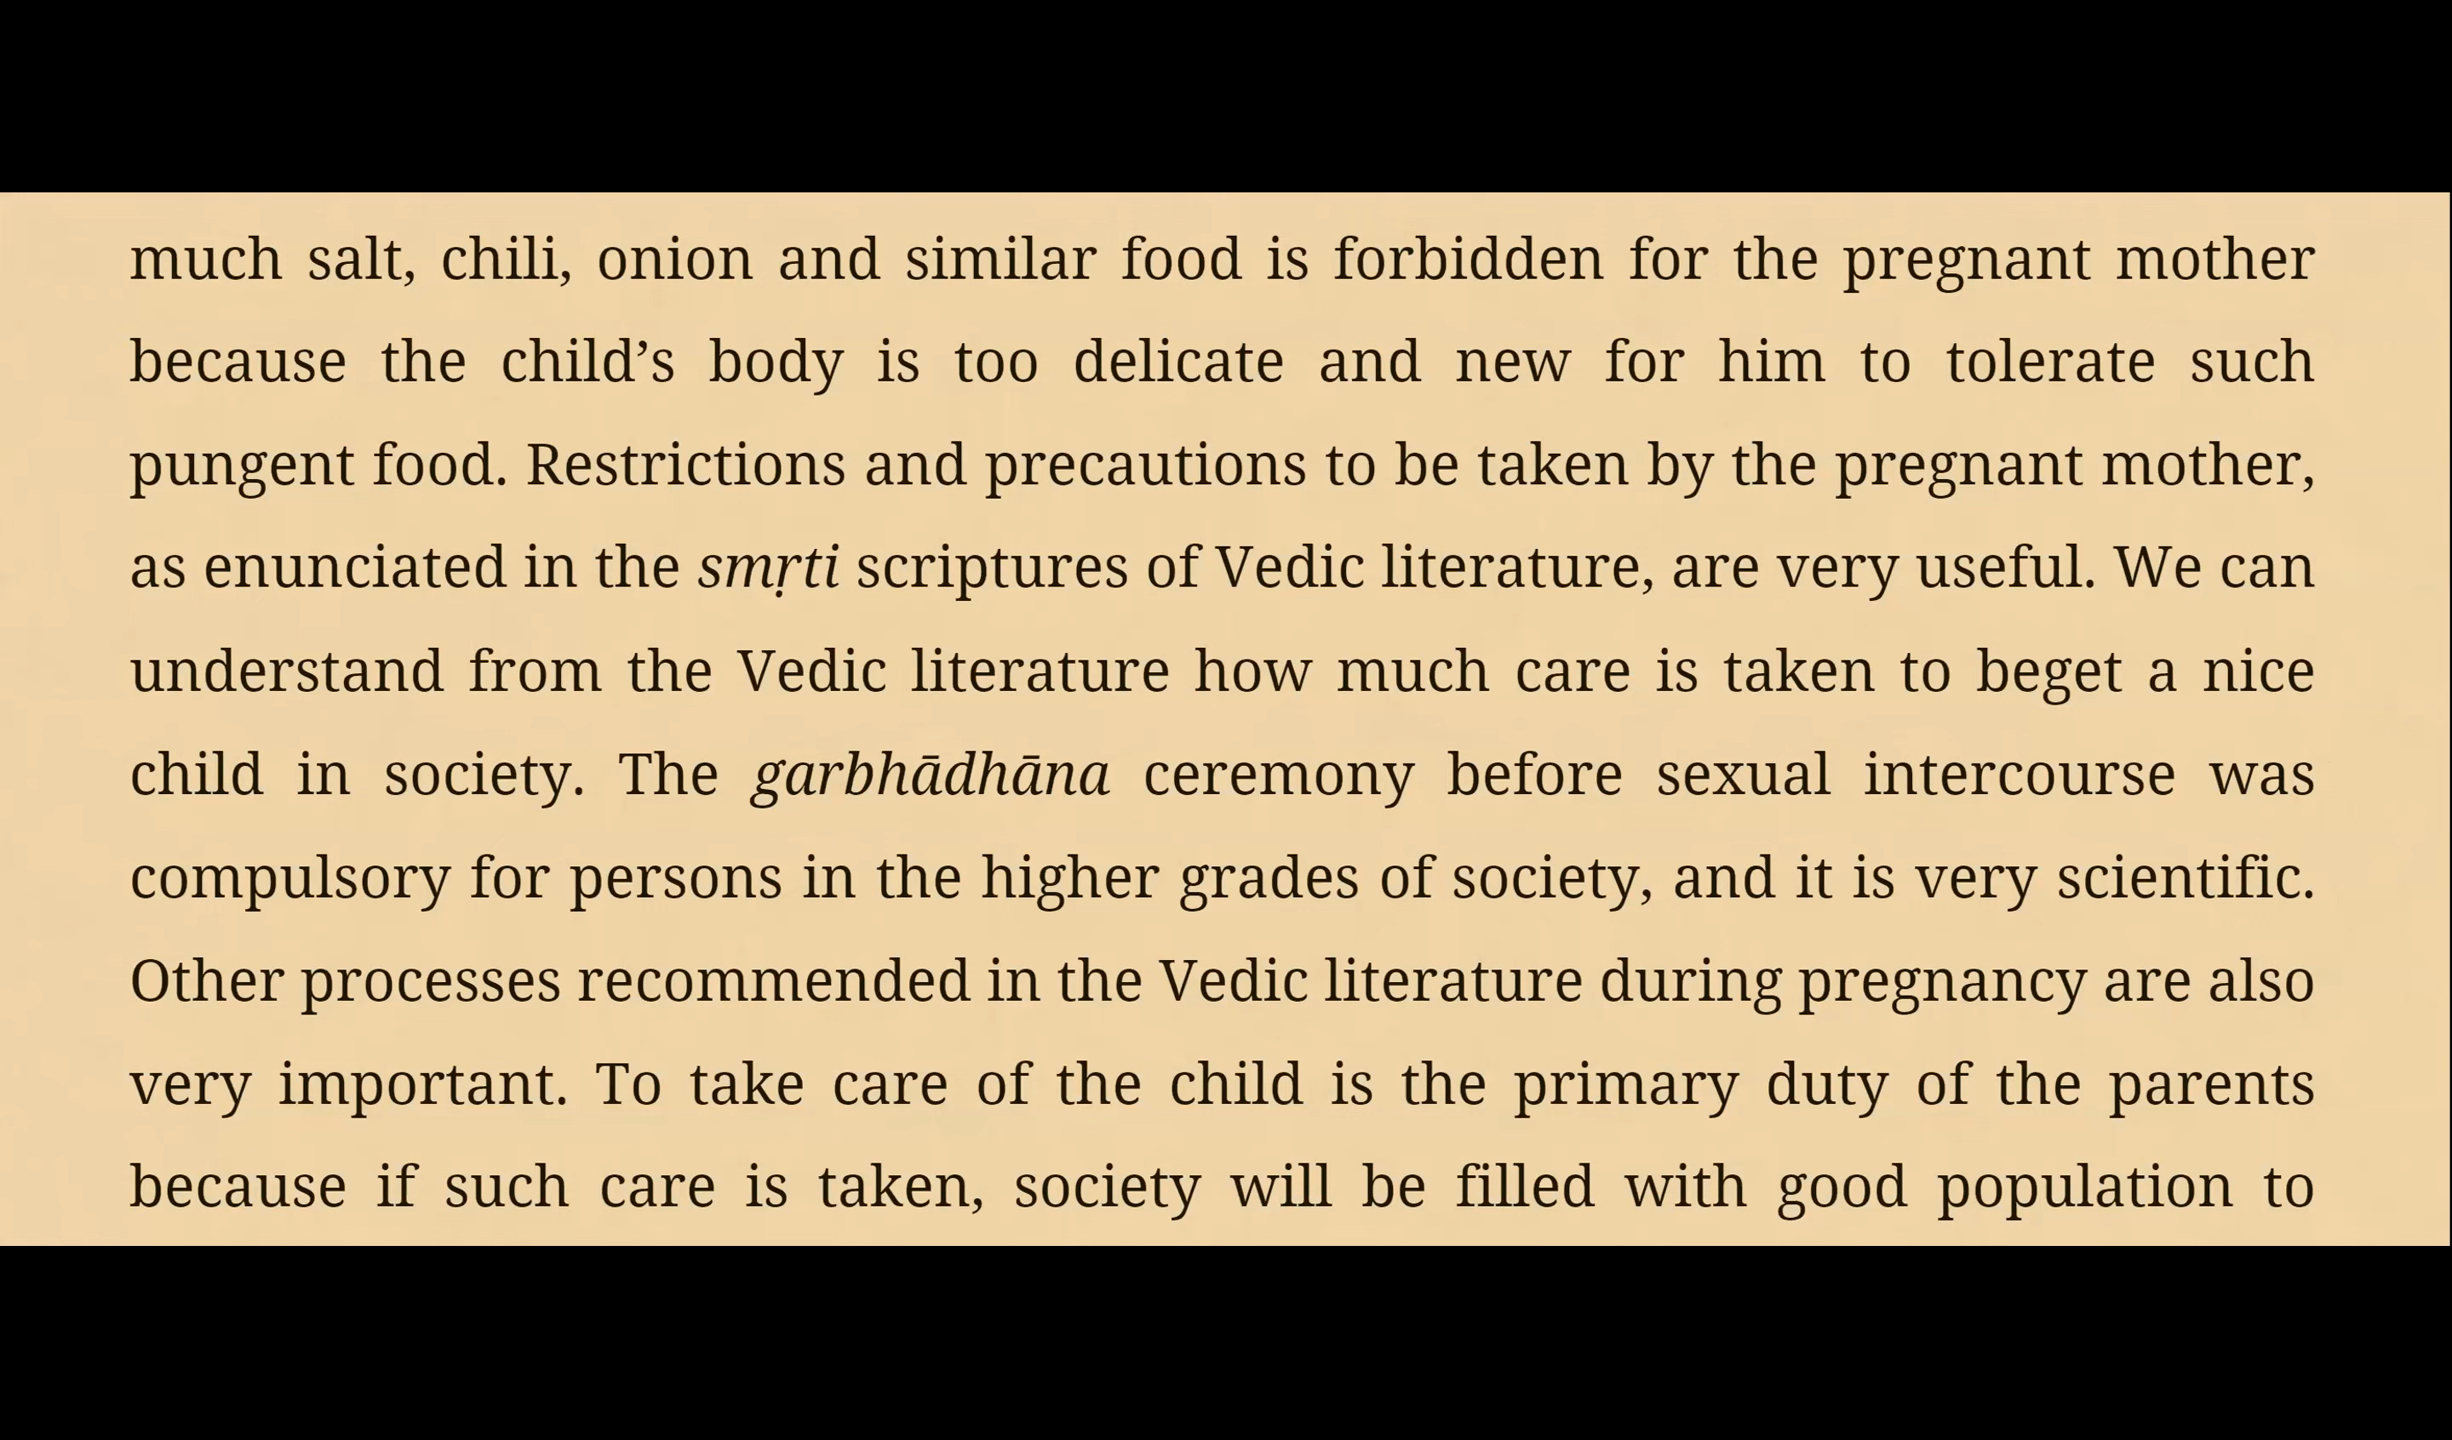 much salt, chili, onion and similar food is forbidden for the pregnant mother
because the child’s body is too delicate and new for him to tolerate such
pungent food. Restrictions and precautions to be taken by the pregnant mother,
as enunciated in the smṛti scriptures of Vedic literature, are very useful. We can
understand from the Vedic literature how much care is taken to beget a nice
child in society. The garbhādhāna ceremony before sexual intercourse was
compulsory for persons in the higher grades of society, and it is very scientific.
Other processes recommended in the Vedic literature during pregnancy are also
very important. To take care of the child is the primary duty of the parents
because if such care is taken, society will be filled with good population to